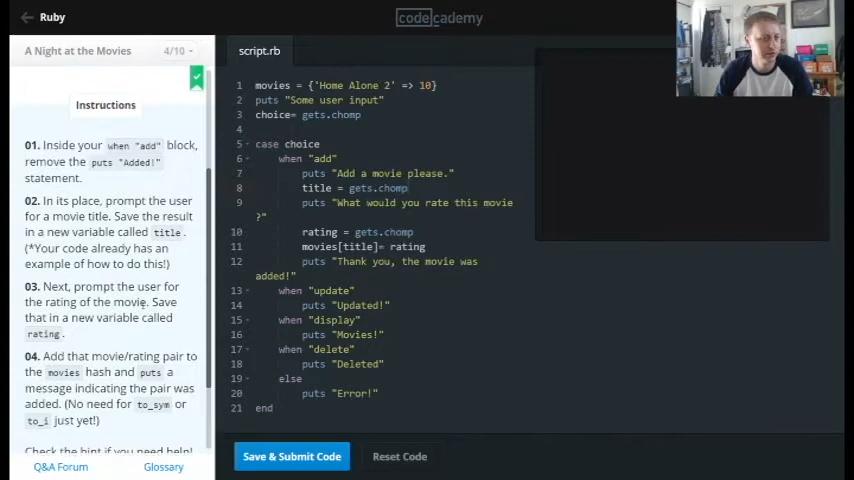 Ruby
codecademy
A Night at the Movies 4/10
script.rb
Instructions
01. Inside your when "add" block,
remove the puts "Added!"
statement.
02. In its place, prompt the user
for a movie title. Save the result
in a new variable called title.
(*Your code already has an
example of how to do this!)
03. Next, prompt the user for
the rating of the movie. Save
that in a new variable called
rating.
04. Add that movie/rating pair to
the movies hash and puts a
message indicating the pair was
added. (No need for to_sym or
to_i just yet!)
Check the hint if you need help!
Q&A Forum Glossary
1 movies = {'Home Alone 2' => 10}
2 puts "Some user input"
3 choice= gets.chomp
4
5 case choice
6 when "add"
7 puts "Add a movie please."
8 title = gets.chomp
9 puts "What would you rate this movie
?"
10 rating = gets.chomp
11 movies[title]= rating
12 puts "Thank you, the movie was
added!"
13 when "update"
14 puts "Updated!"
15 when "display"
16 puts "Movies!"
17 when "delete"
18 puts "Deleted"
19 else
20 puts "Error!"
21 end
Save & Submit Code Reset Code